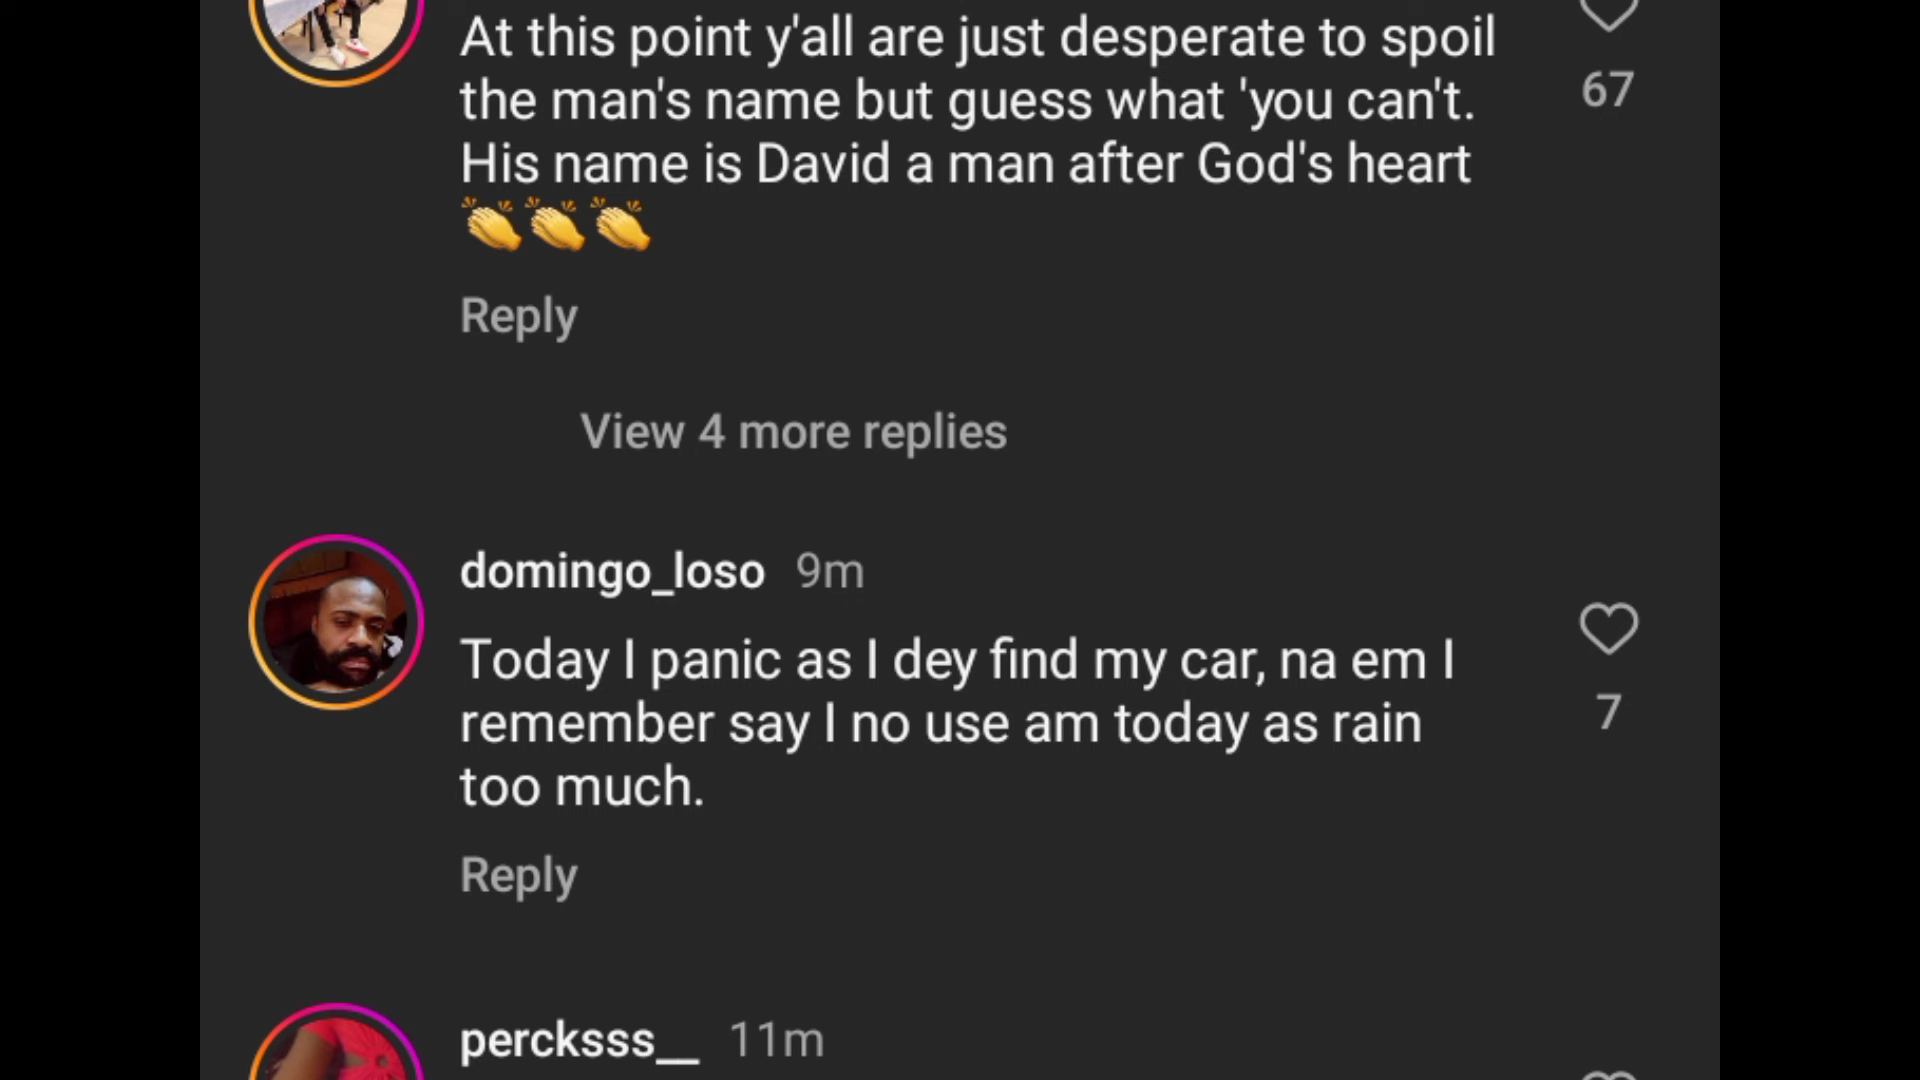 At this point y'all are just desperate to spoil
the man's name but guess what 'you can't.
His name is David a man after God's heart
👏👏👏
67
Reply
View 4 more replies
domingo_loso 9m
Today I panic as I dey find my car, na em I
remember say I no use am today as rain
too much.
7
Reply
percksss__ 11m